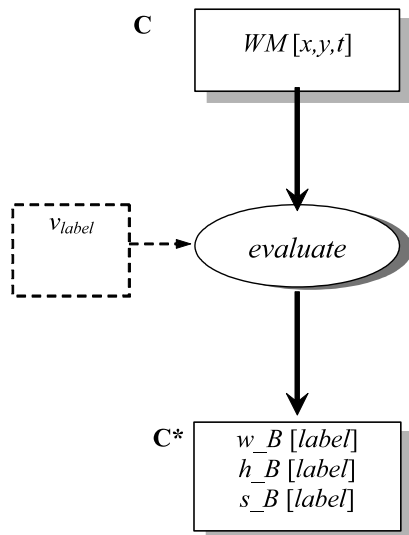 C
WM [x,y,t]
v_label
evaluate
C*
w_B [label]
h_B [label]
s_B [label]